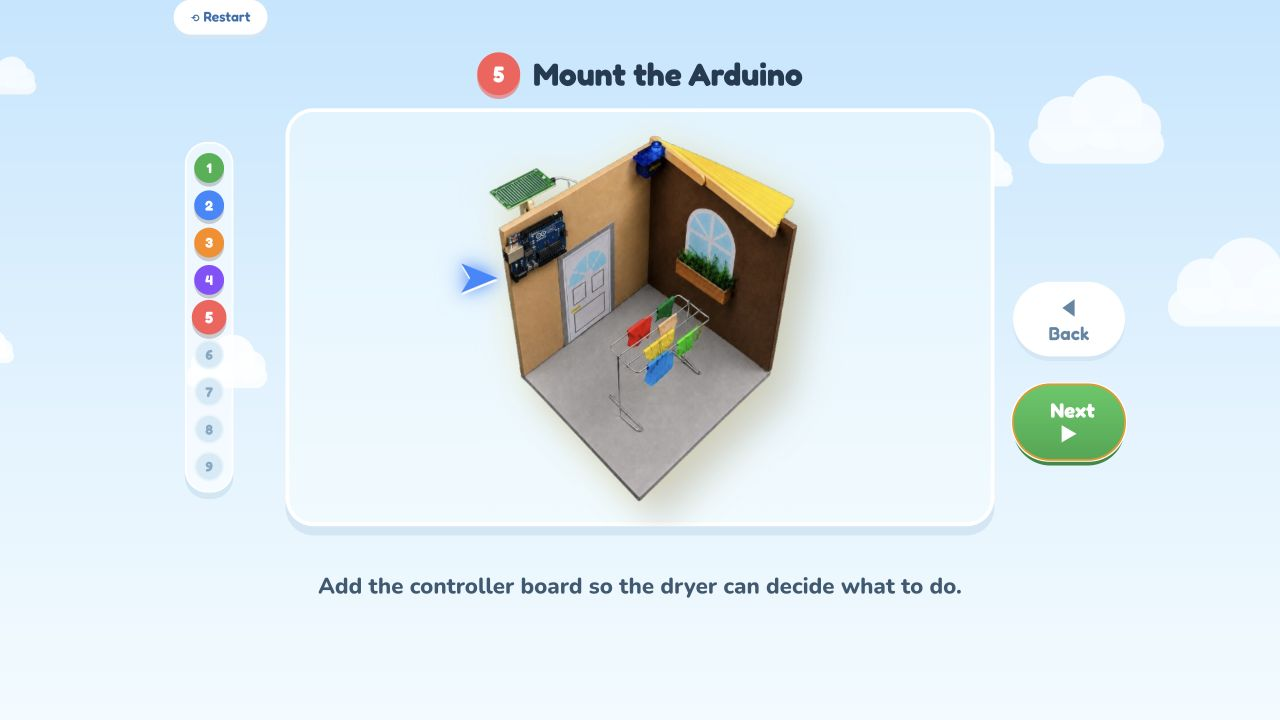 ⟲ Restart
5 Mount the Arduino
1
2
3
4
5
6
7
8
9
Back
Next
Add the controller board so the dryer can decide what to do.